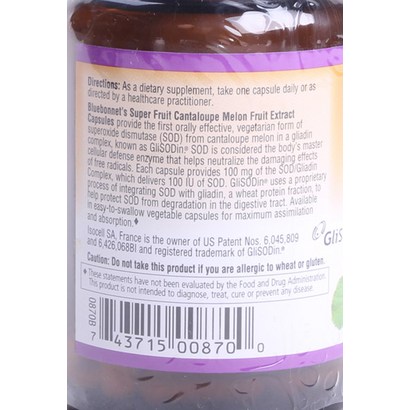 Directions: As a dietary supplement, take one capsule daily or as
directed by a healthcare practitioner.
Bluebonnet's Super Fruit Cantaloupe Melon Fruit Extract
Capsules provide the first orally effective, vegetarian form of
superoxide dismutase (SOD) from cantaloupe melon in a gliadin
complex, known as GliSODin® SOD is considered the body's master
cellular defense enzyme that helps neutralize the damaging effects
of free radicals. Each capsule provides 100 mg of the SOD/Gliadin
Complex, which delivers 100 IU of SOD. GliSODin® uses a proprietary
process of integrating SOD with gliadin, a wheat protein fraction, to
help protect SOD from degradation in the digestive tract. Available
in easy-to-swallow vegetable capsules for maximum assimilation
and absorption.♦
Isocell SA, France is the owner of US Patent Nos. 6,045,809
and 6,426,068BI and registered trademark of GliSODin.®
Caution: Do not take this product if you are allergic to wheat or gluten.
♦ These statements have not been evaluated by the Food and Drug Administration.
This product is not intended to diagnose, treat, cure or prevent any disease.
0870B
7 43715 00870 0
GliS